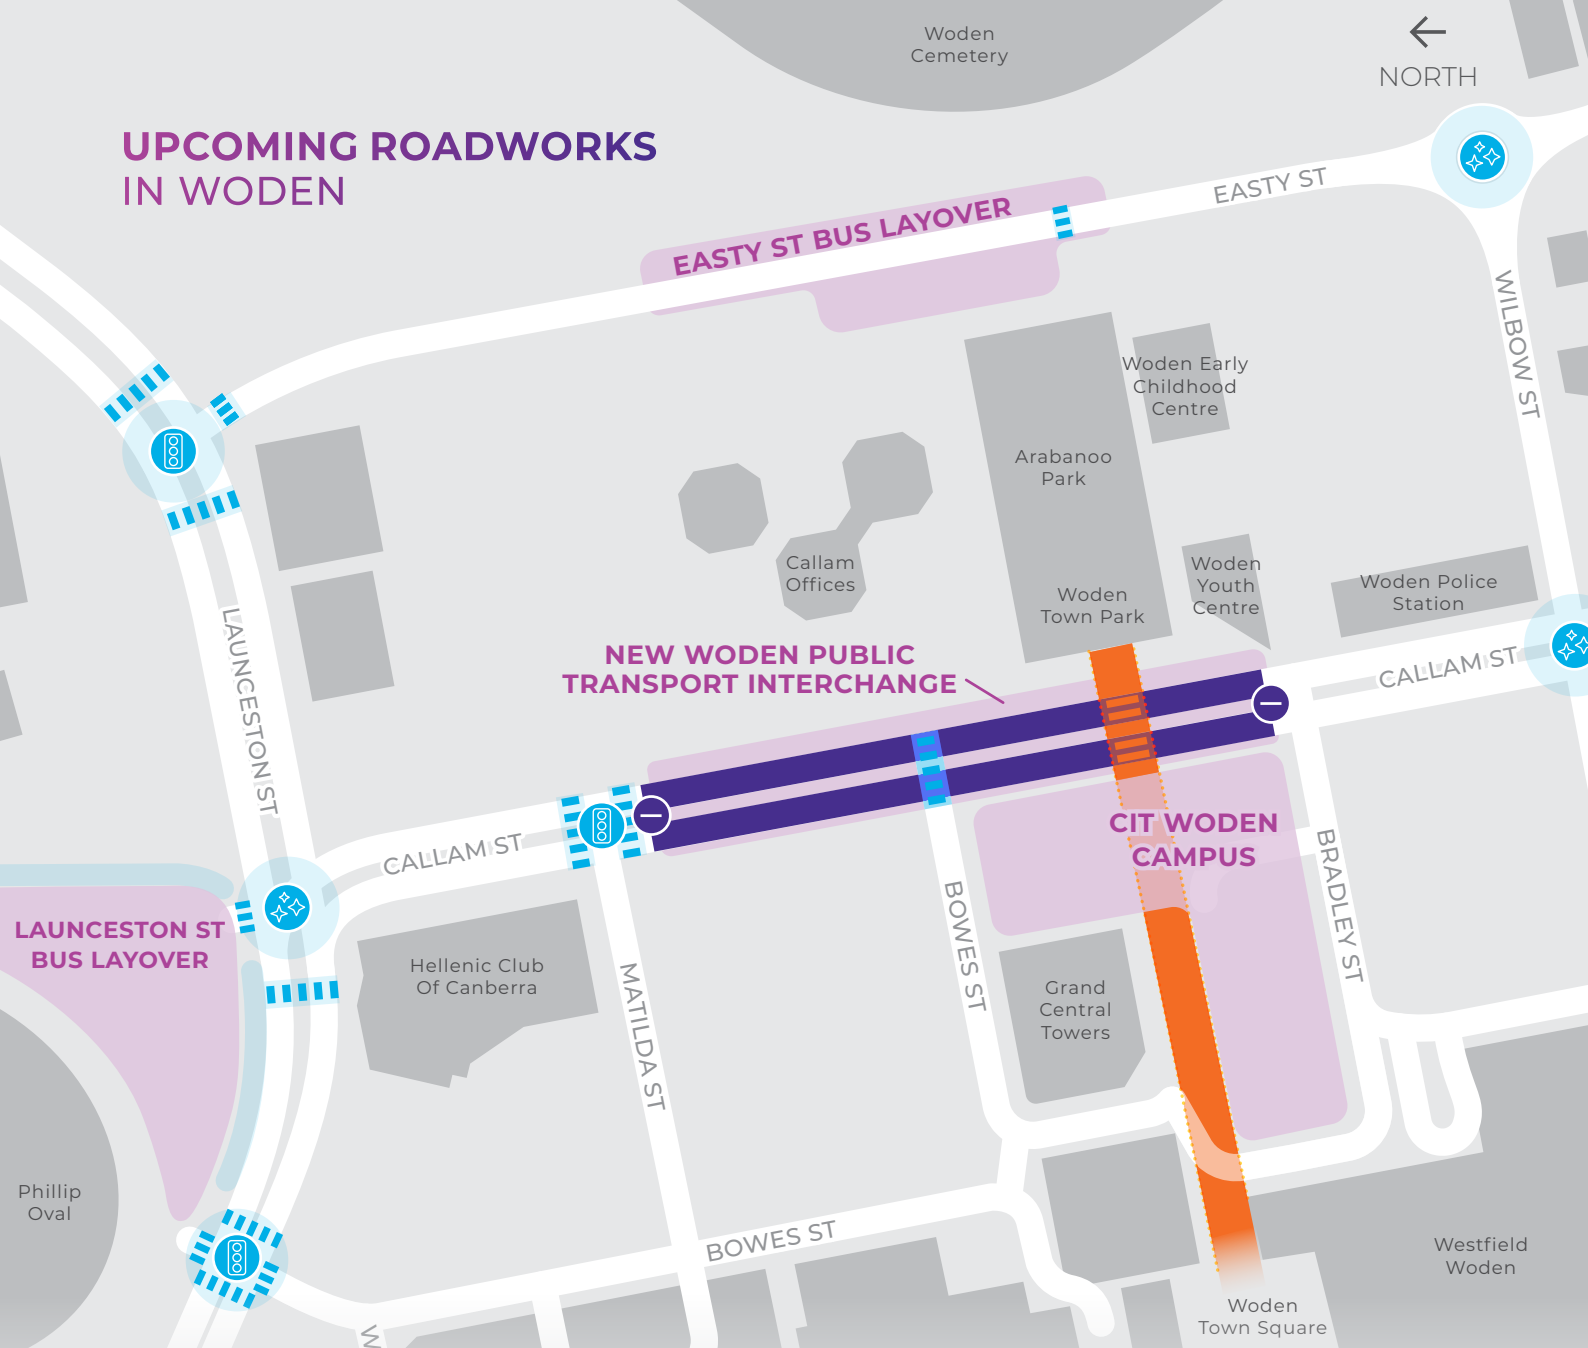 Woden
Cemetery
NORTH
UPCOMING ROADWORKS
IN WODEN
EASTY ST
EASTY ST BUS LAYOVER
WILBOW ST
Woden Early
Childhood
Centre
Arabanoo
Park
Callam
Offices
Woden
Youth
Centre
Woden Police
Station
Woden
Town Park
LAUNCESTON ST
NEW WODEN PUBLIC
TRANSPORT INTERCHANGE
CALLAM ST
CALLAM ST
CIT WODEN
CAMPUS
BRADLEY ST
BOWES ST
LAUNCESTON ST
BUS LAYOVER
Hellenic Club
Of Canberra
MATILDA ST
Grand
Central
Towers
Phillip
Oval
BOWES ST
Westfield
Woden
Woden
Town Square
W